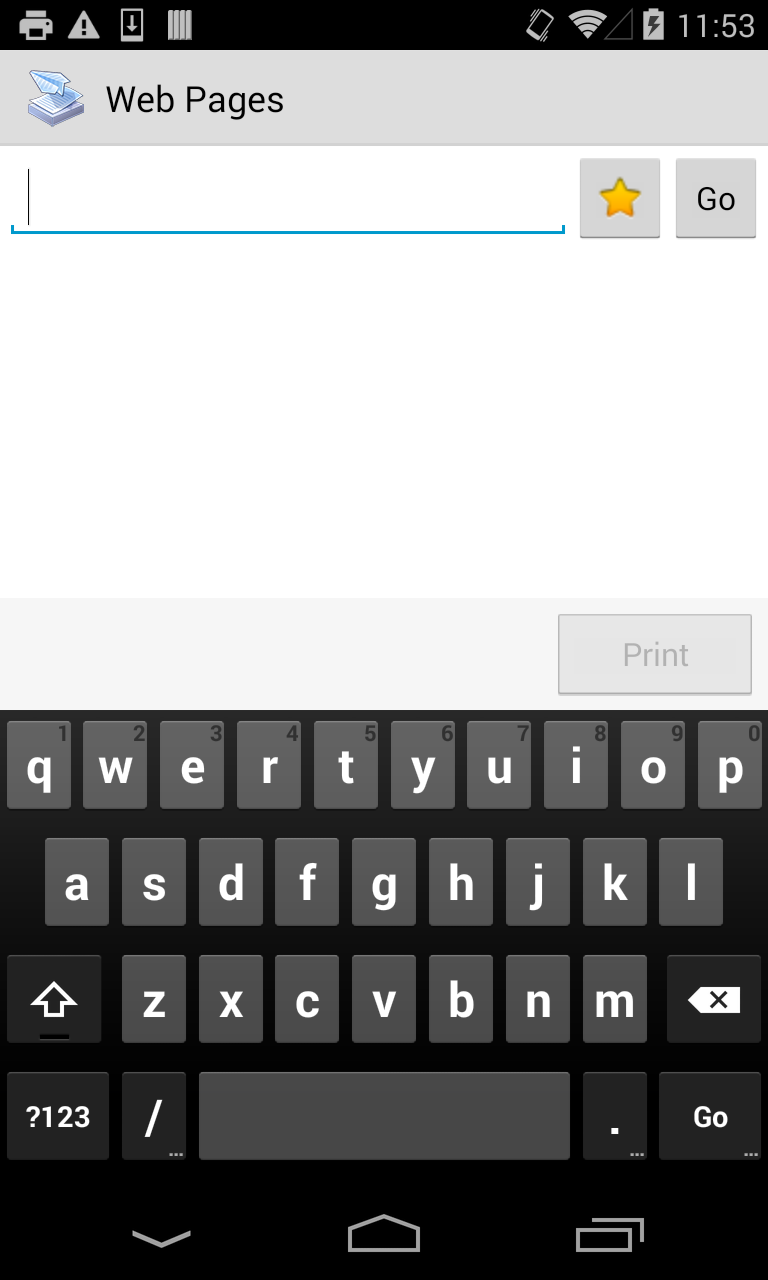 11:53
Web Pages
Go
Print
1 2 3 4 5 6 7 8 9 0
q w e r t y u i o p
a s d f g h j k l
z x c v b n m
?123 / . Go
... ... ...